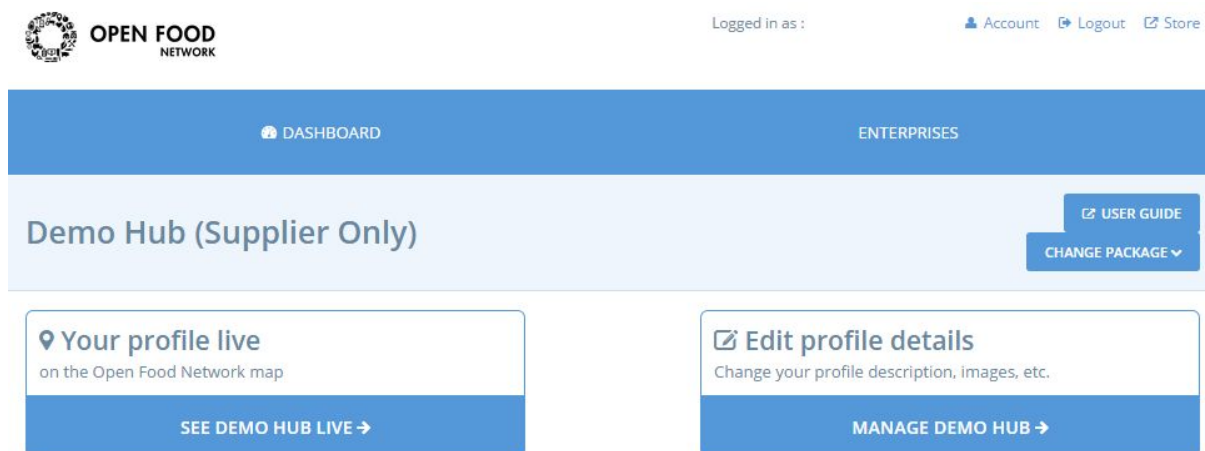 OPEN FOOD
NETWORK
Logged in as :
Account Logout Store
DASHBOARD
ENTERPRISES
Demo Hub (Supplier Only)
USER GUIDE
CHANGE PACKAGE
Your profile live
on the Open Food Network map
SEE DEMO HUB LIVE
Edit profile details
Change your profile description, images, etc.
MANAGE DEMO HUB